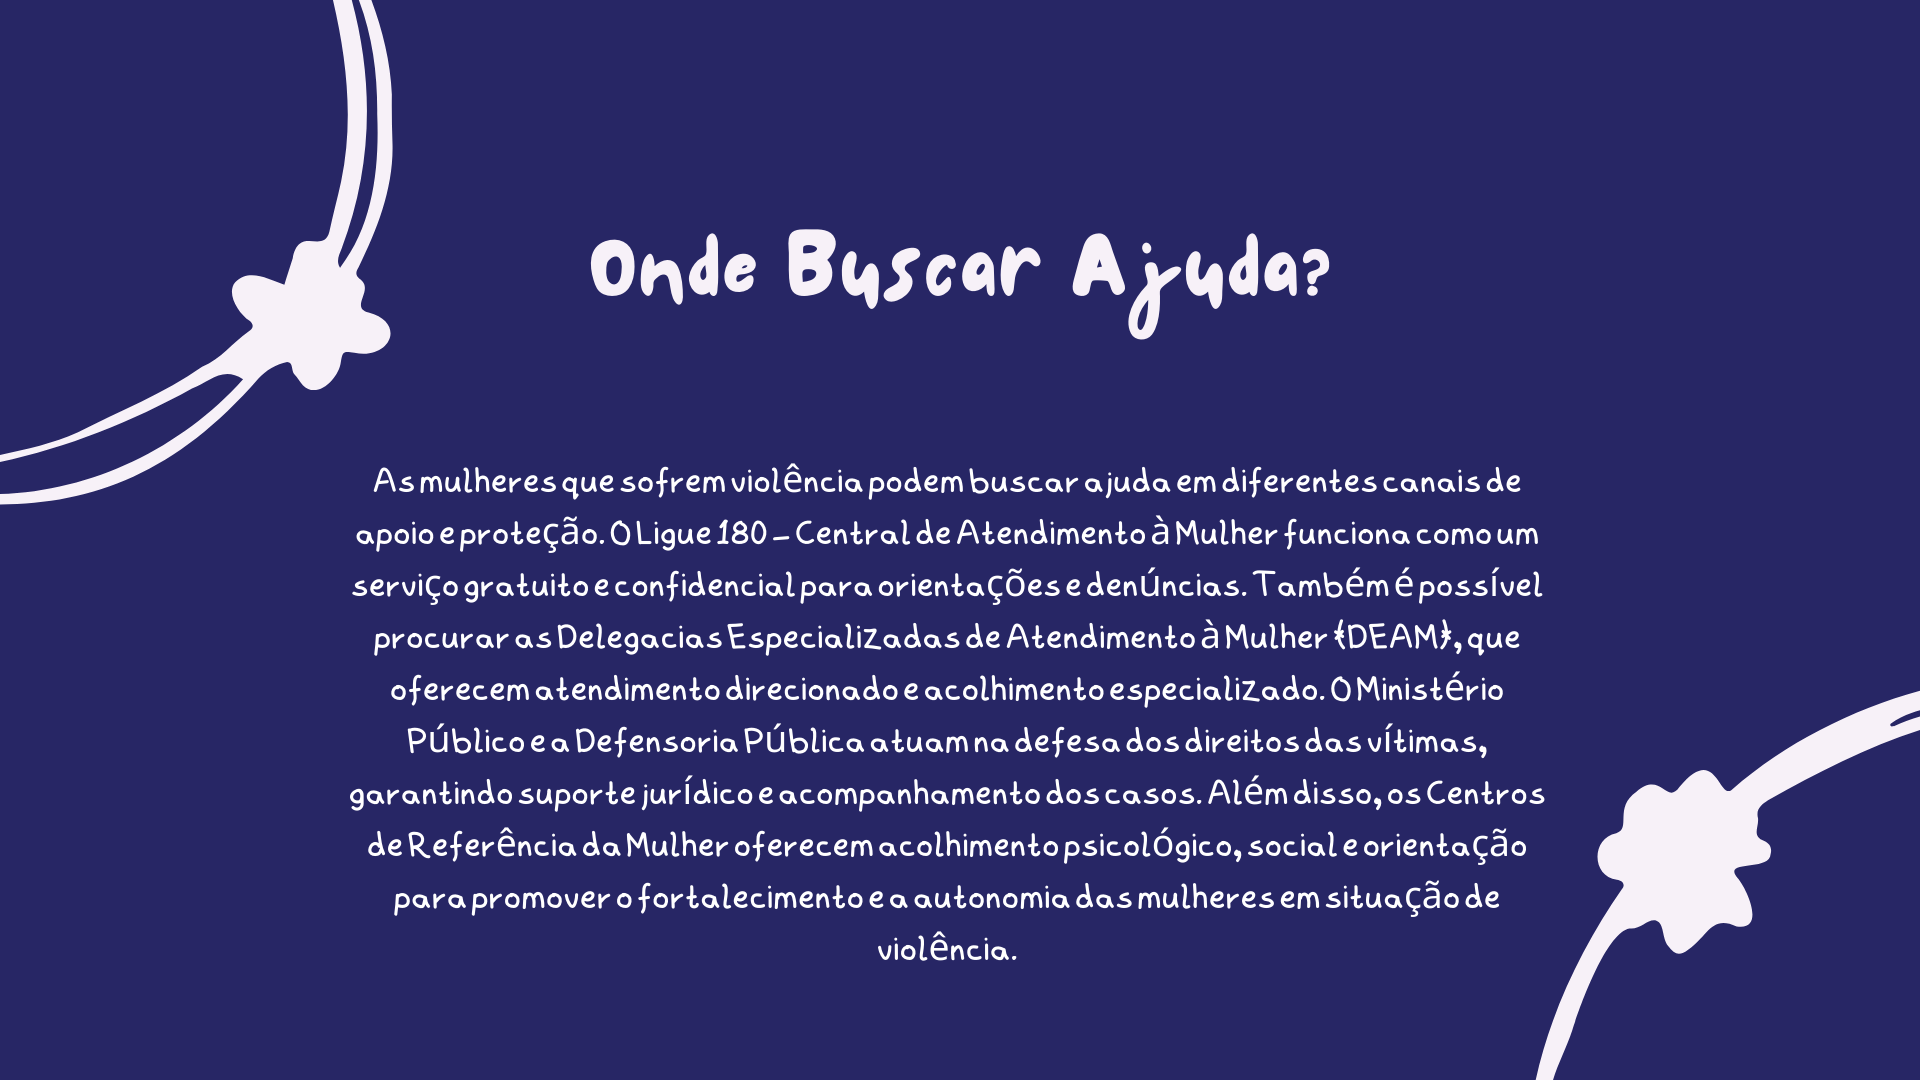 Onde Buscar Ajuda?
As mulheres que sofrem violência podem buscar ajuda em diferentes canais de
apoio e proteção. O Ligue 180 – Central de Atendimento à Mulher funciona como um
serviço gratuito e confidencial para orientações e denúncias. Também é possível
procurar as Delegacias Especializadas de Atendimento à Mulher (DEAM), que
oferecem atendimento direcionado e acolhimento especializado. O Ministério
Público e a Defensoria Pública atuam na defesa dos direitos das vítimas,
garantindo suporte jurídico e acompanhamento dos casos. Além disso, os Centros
de Referência da Mulher oferecem acolhimento psicológico, social e orientação
para promover o fortalecimento e a autonomia das mulheres em situação de
violência.